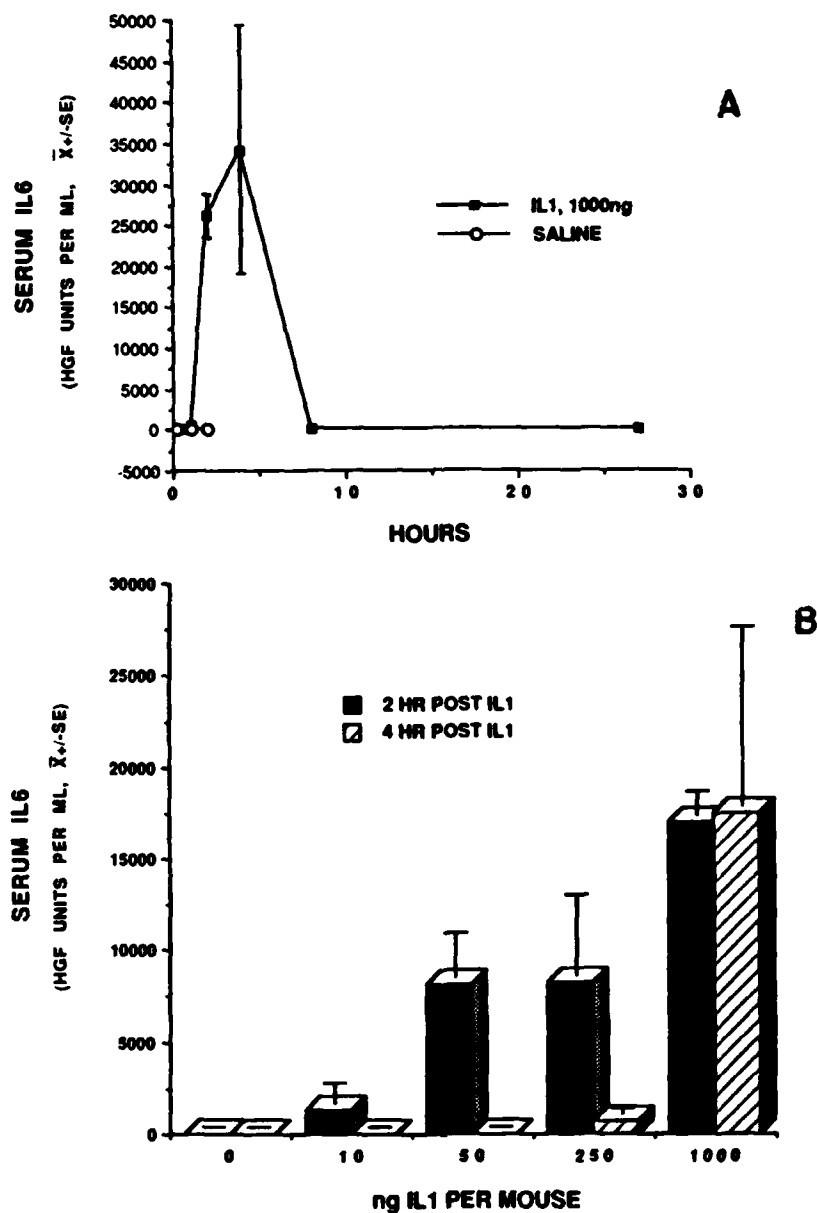 50000
45000
40000
35000
30000
25000
20000
15000
10000
5000
0
-5000
SERUM IL6
(HGF UNITS PER ML, X̄+/-SE)
A
IL1, 1000ng
SALINE
0 10 20 30
HOURS
30000
25000
20000
15000
10000
5000
0
SERUM IL6
(HGF UNITS PER ML, X̄+/-SE)
B
2 HR POST IL1
4 HR POST IL1
0 10 50 250 1000
ng IL1 PER MOUSE